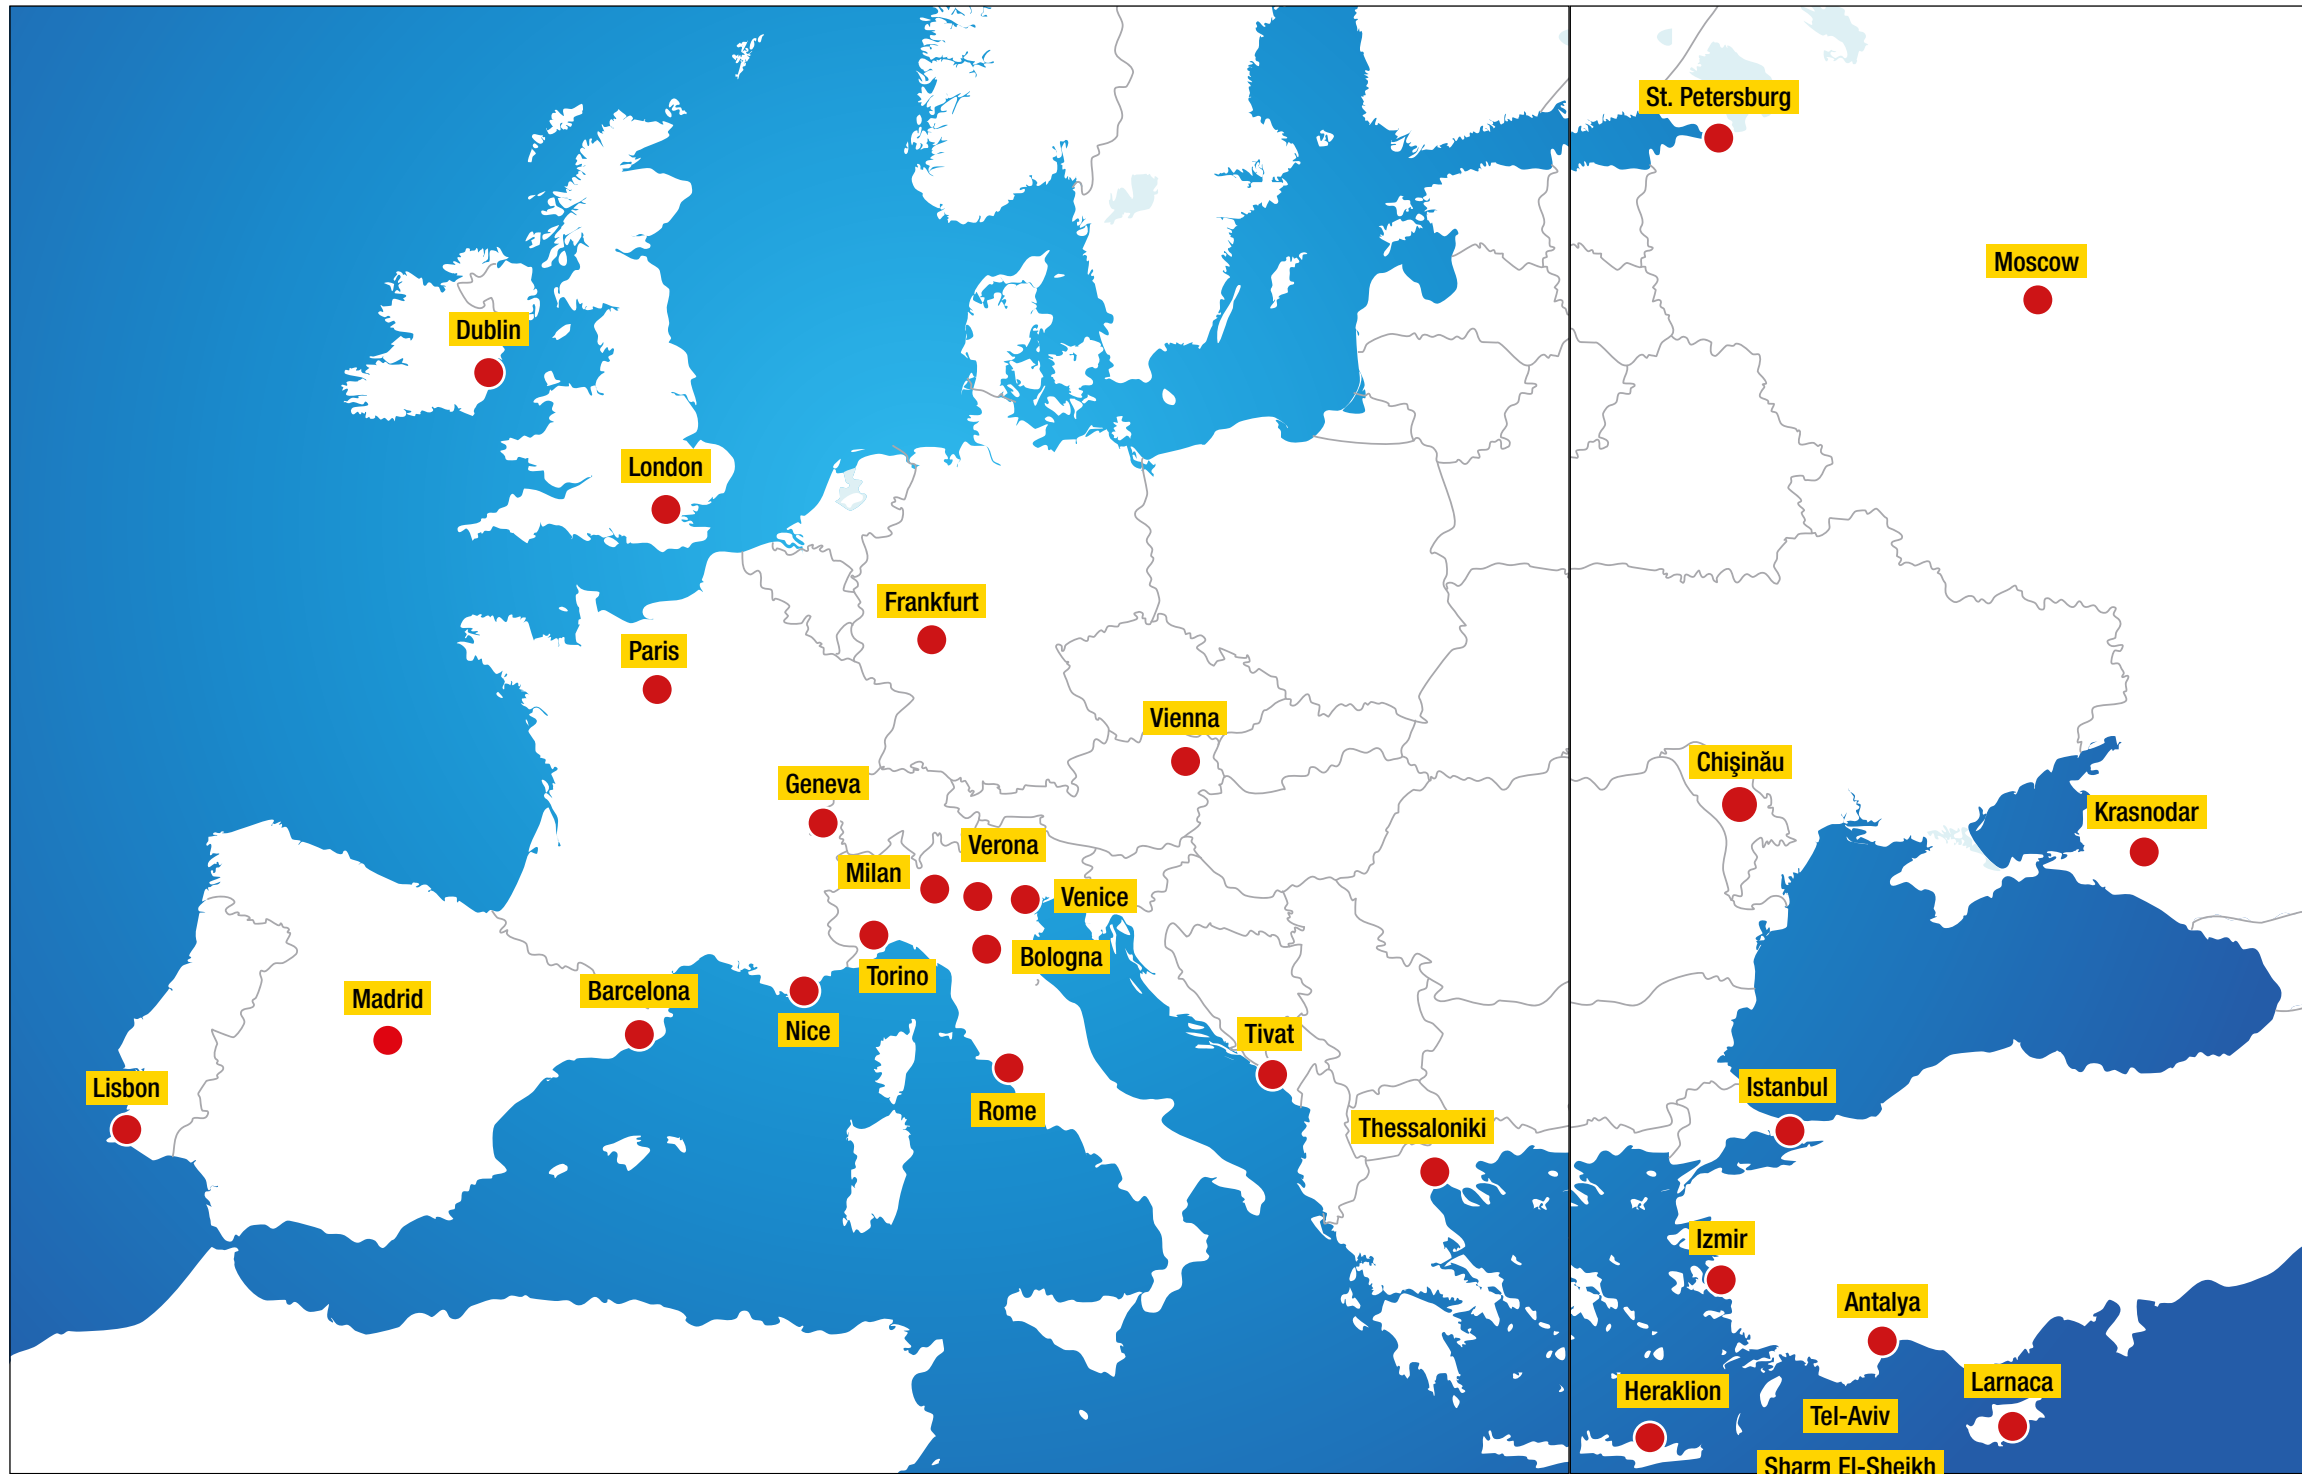 St. Petersburg
Moscow
Dublin
London
Frankfurt
Paris
Vienna
Chişinău
Geneva
Krasnodar
Verona
Milan
Venice
Bologna
Torino
Barcelona
Madrid
Nice
Tivat
Istanbul
Lisbon
Rome
Thessaloniki
Izmir
Antalya
Larnaca
Heraklion
Tel-Aviv
Sharm El-Sheikh